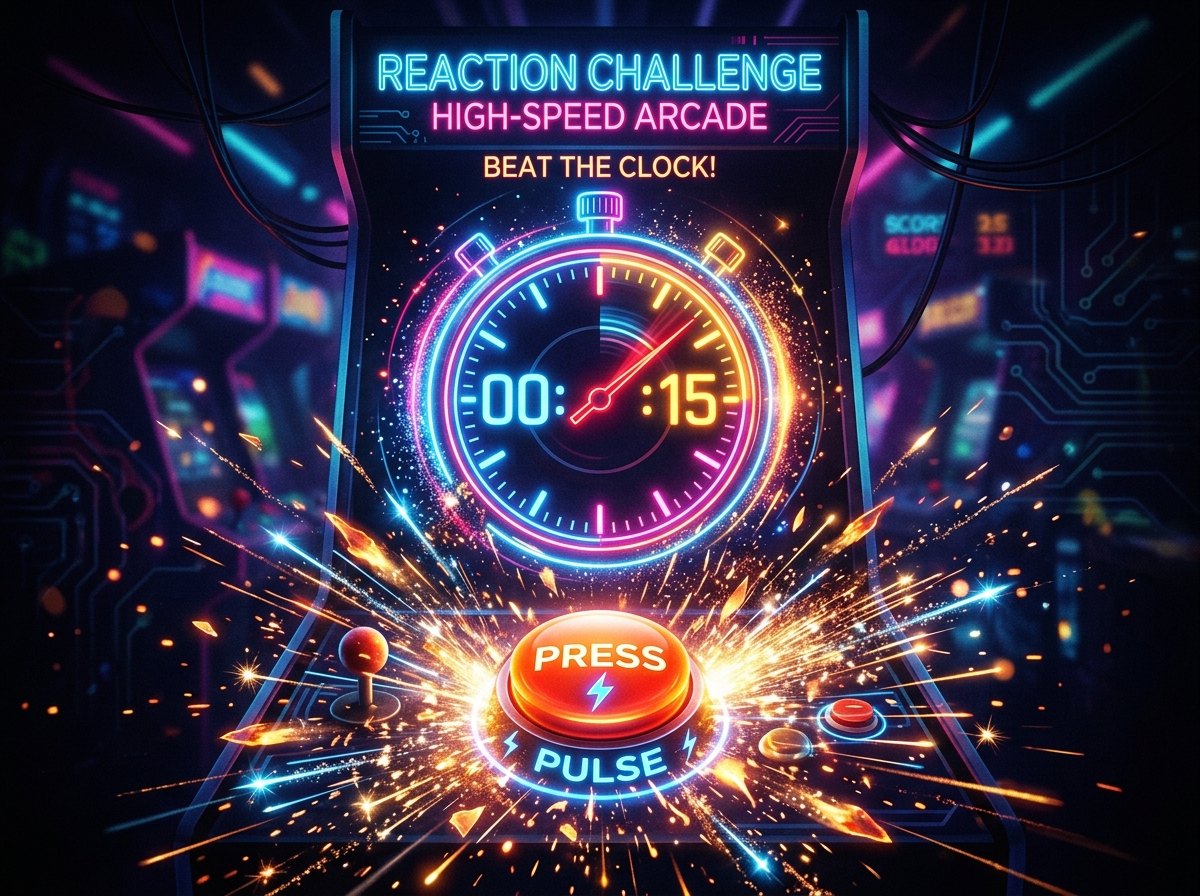 REACTION CHALLENGE
HIGH-SPEED ARCADE
BEAT THE CLOCK!
00: :15
PRESS
PULSE